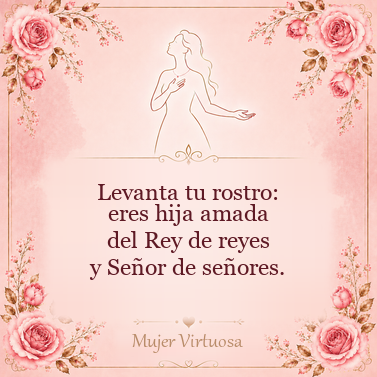 Levanta tu rostro:
eres hija amada
del Rey de reyes
y Señor de señores.
Mujer Virtuosa